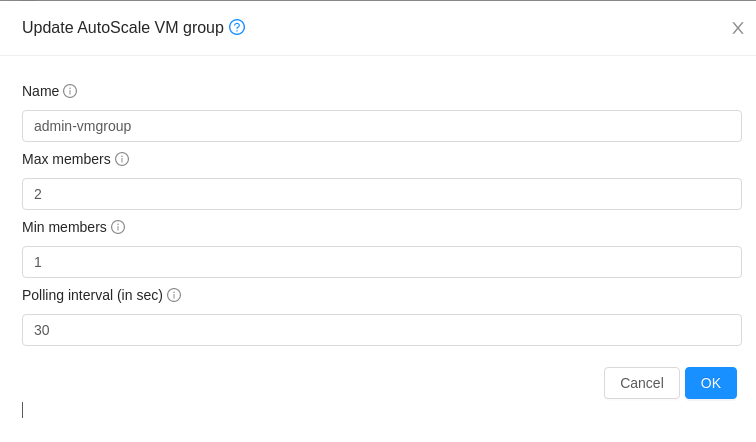 Update AutoScale VM group
Name
admin-vmgroup
Max members
2
Min members
1
Polling interval (in sec)
30
Cancel OK